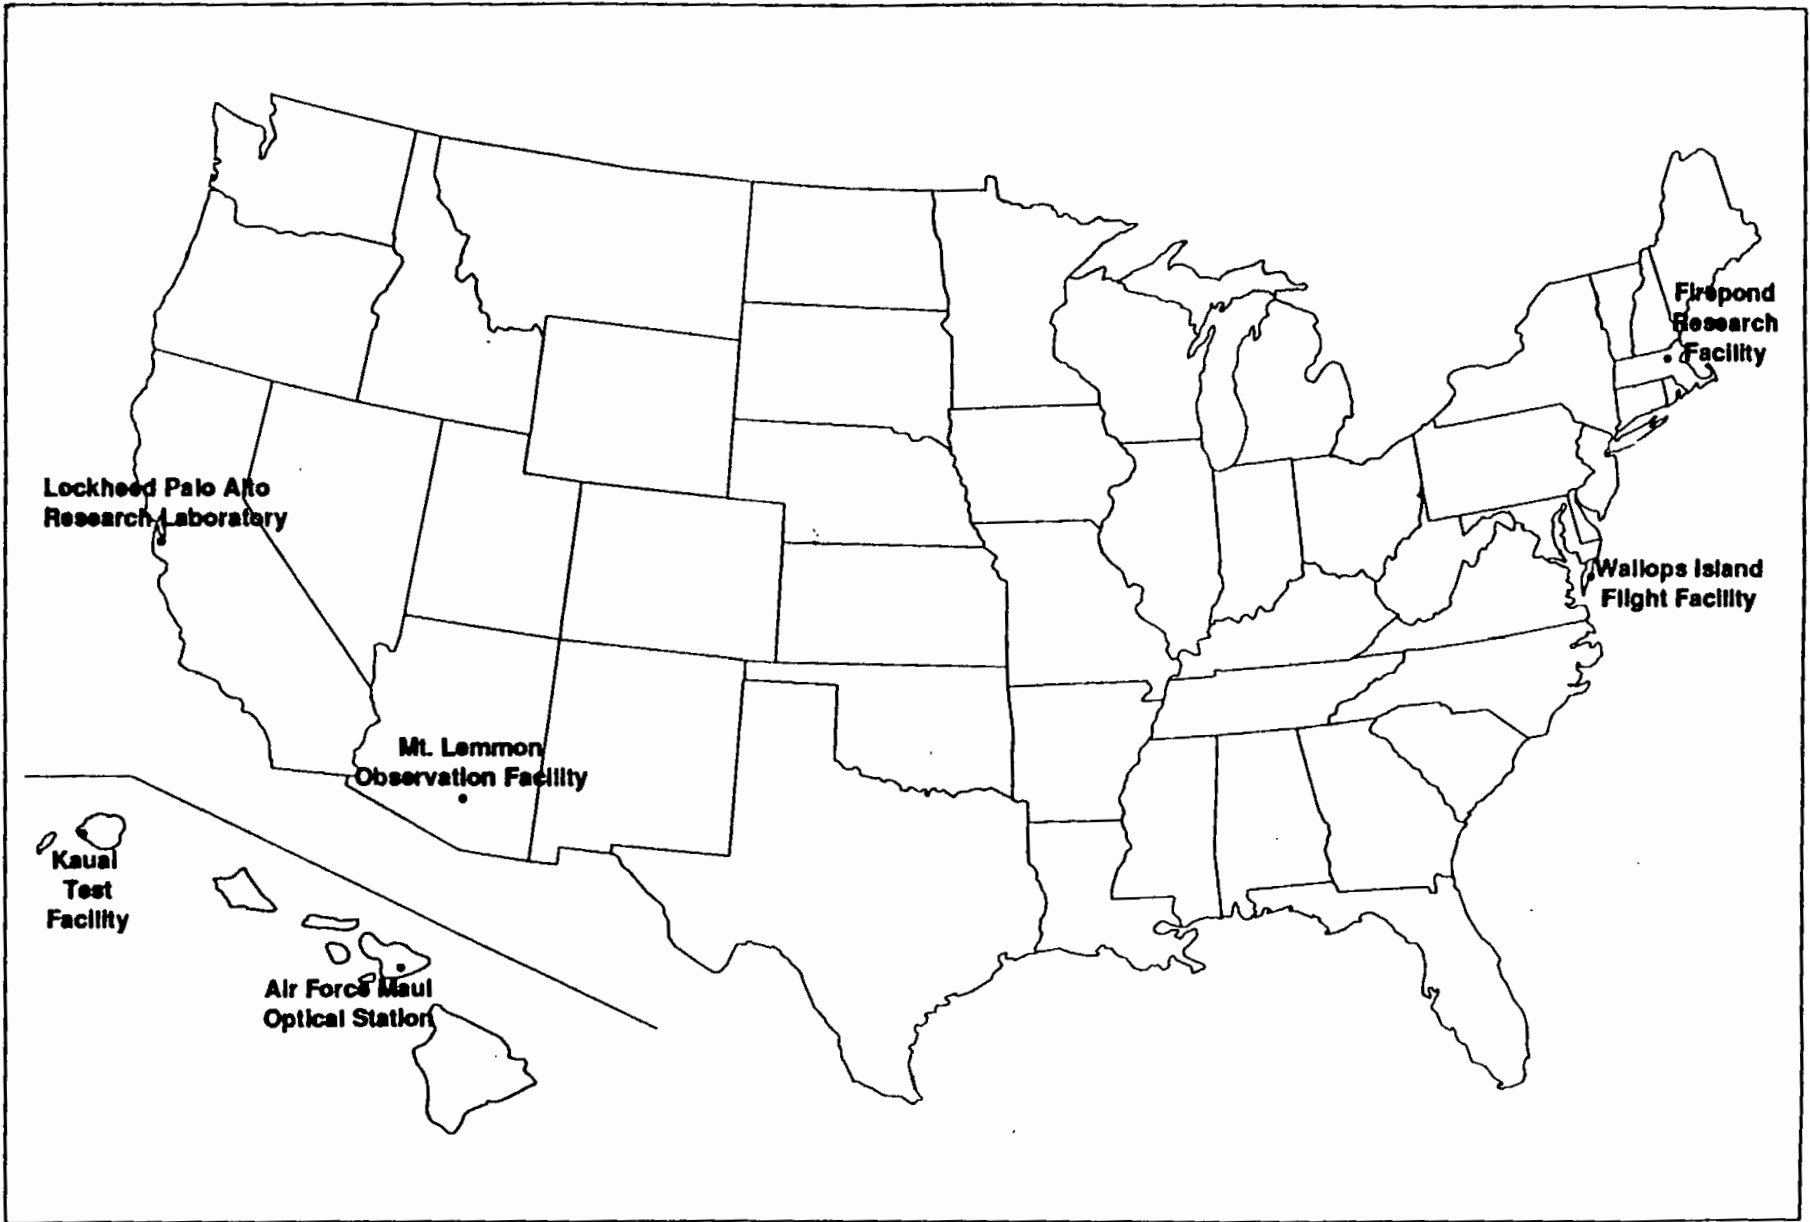 Firepond
Research
Facility
Lockheed Palo Alto
Research Laboratory
Wallops Island
Flight Facility
Mt. Lemmon
Observation Facility
Kauai
Test
Facility
Air Force Maui
Optical Station